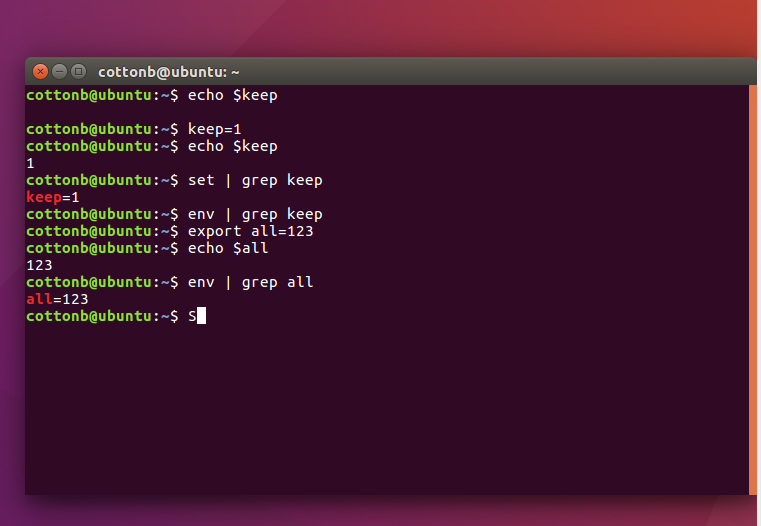 cottonb@ubuntu: ~
cottonb@ubuntu:~$ echo $keep
cottonb@ubuntu:~$ keep=1
cottonb@ubuntu:~$ echo $keep
1
cottonb@ubuntu:~$ set | grep keep
keep=1
cottonb@ubuntu:~$ env | grep keep
cottonb@ubuntu:~$ export all=123
cottonb@ubuntu:~$ echo $all
123
cottonb@ubuntu:~$ env | grep all
all=123
cottonb@ubuntu:~$ S